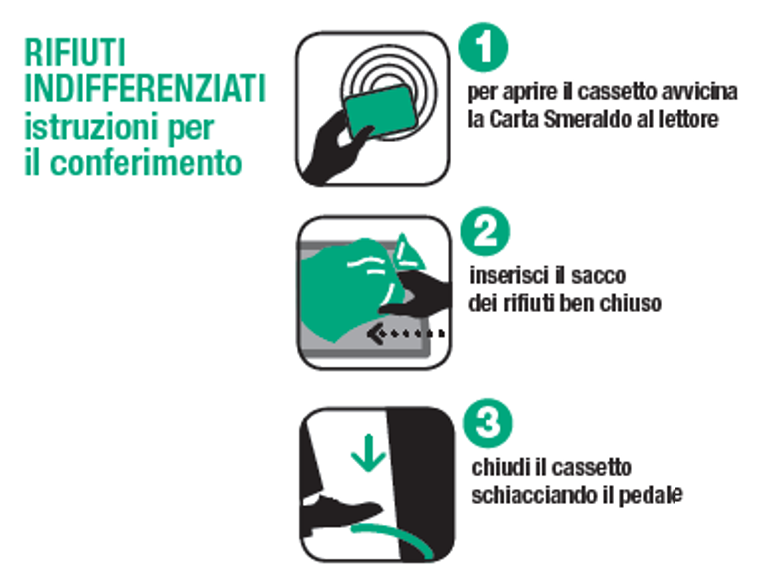 RIFIUTI
INDIFFERENZIATI
istruzioni per
il conferimento
1
per aprire il cassetto avvicina
la Carta Smeraldo al lettore
2
inserisci il sacco
dei rifiuti ben chiuso
3
chiudi il cassetto
schiacciando il pedale